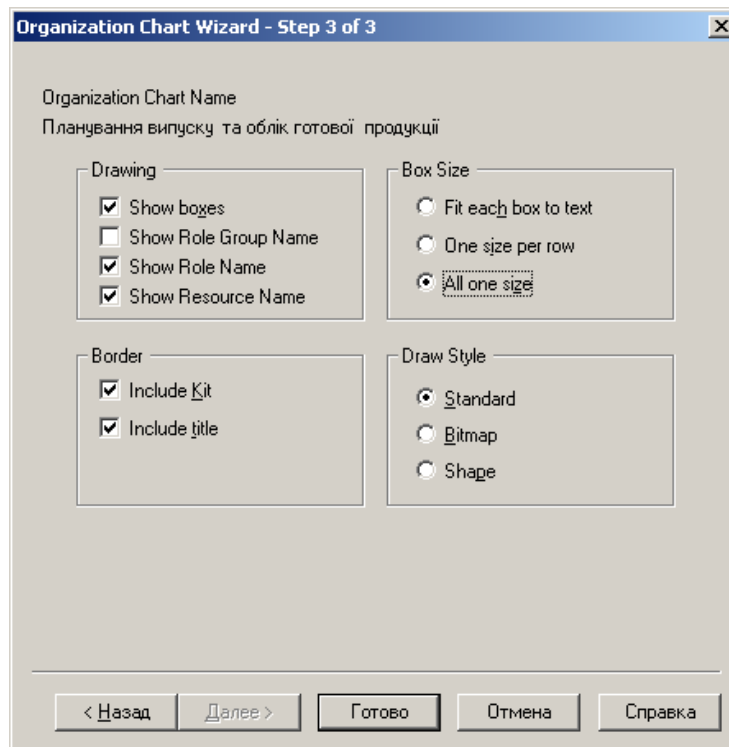 Organization Chart Wizard - Step 3 of 3
Organization Chart Name
Планування випуску та облік готової продукції
Drawing
Show boxes
Show Role Group Name
Show Role Name
Show Resource Name
Box Size
Fit each box to text
One size per row
All one size
Border
Include Kit
Include title
Draw Style
Standard
Bitmap
Shape
< Назад Далее > Готово Отмена Справка